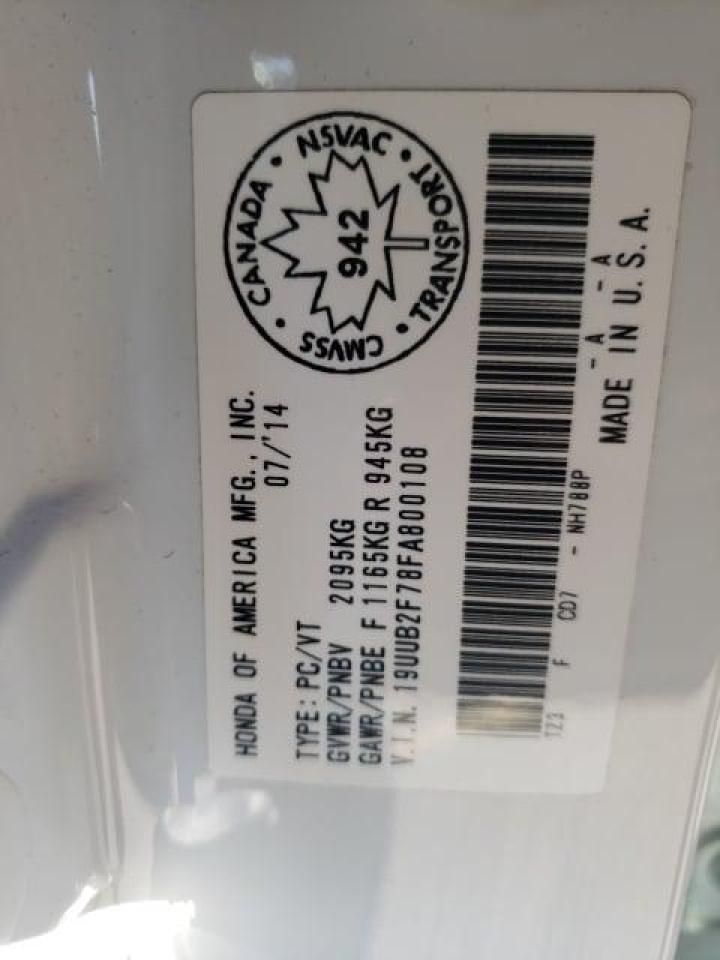 HONDA OF AMERICA MFG., INC.
07/'14
TYPE: PC/VT
GVWR/PNBV 2095KG
GAWR/PNBE F 1165KG R 945KG
V.I.N. 19UUB2F78FA800108
CANADA • NSVAC • TRANSPORT • CMVSS •
942
TZ3 F CD7 - NH788P - A - A
MADE IN U.S.A.